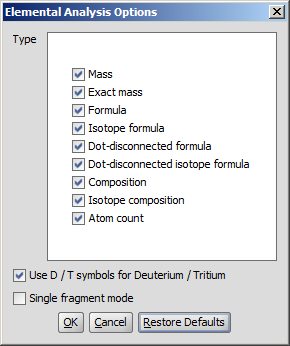 Elemental Analysis Options
Type
Mass
Exact mass
Formula
Isotope formula
Dot-disconnected formula
Dot-disconnected isotope formula
Composition
Isotope composition
Atom count
Use D / T symbols for Deuterium / Tritium
Single fragment mode
OK Cancel Restore Defaults